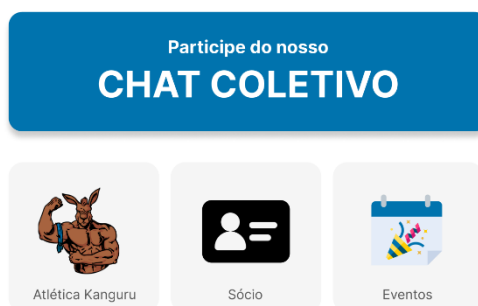 Participe do nosso
CHAT COLETIVO
Atlética Kanguru
Sócio
Eventos